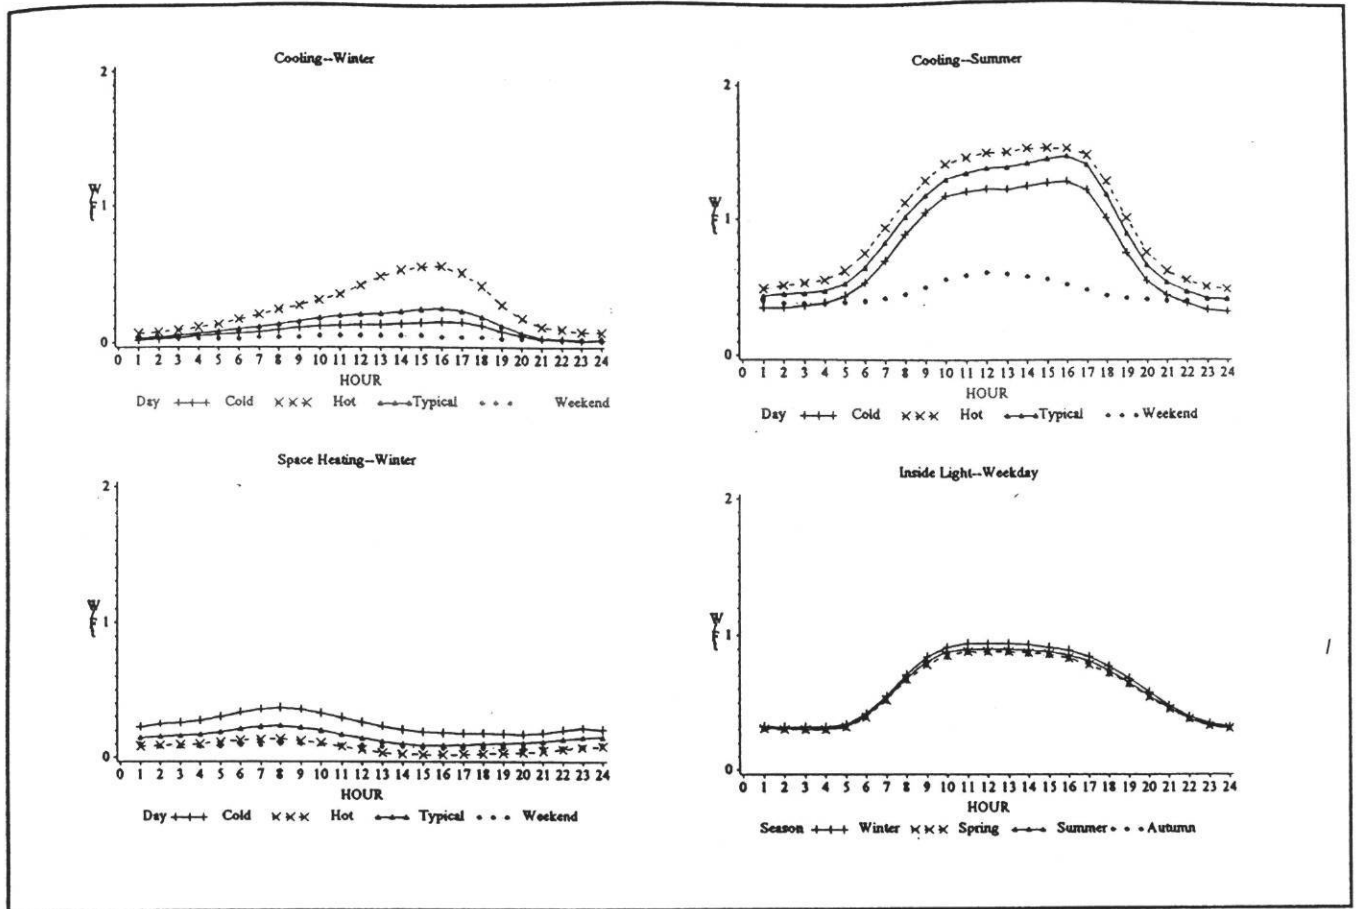 Cooling--Winter
2
1
0
0 1 2 3 4 5 6 7 8 9 10 11 12 13 14 15 16 17 18 19 20 21 22 23 24
HOUR
Day Cold Hot Typical Weekend
Cooling--Summer
2
1
0
0 1 2 3 4 5 6 7 8 9 10 11 12 13 14 15 16 17 18 19 20 21 22 23 24
HOUR
Day Cold Hot Typical Weekend
Space Heating--Winter
2
1
0
0 1 2 3 4 5 6 7 8 9 10 11 12 13 14 15 16 17 18 19 20 21 22 23 24
HOUR
Day Cold Hot Typical Weekend
Inside Light--Weekday
2
1
0
0 1 2 3 4 5 6 7 8 9 10 11 12 13 14 15 16 17 18 19 20 21 22 23 24
HOUR
Season Winter Spring Summer Autumn